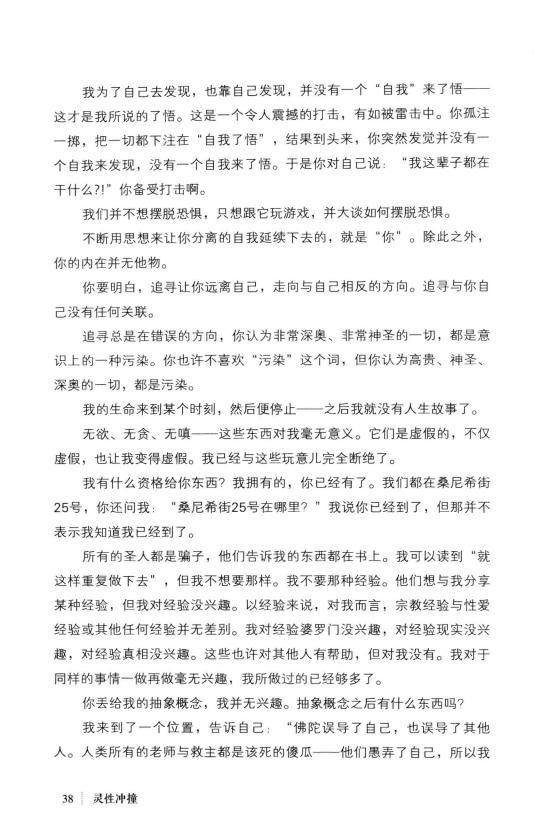 我为了自己去发现，也靠自己发现，并没有一个“自我”来了悟——
这才是我所说的了悟。这是一个令人震撼的打击，有如被雷击中。你孤注
一掷，把一切都下注在“自我了悟”，结果到头来，你突然发觉并没有一
个自我来发现，没有一个自我来了悟。于是你对自己说：“我这辈子都在
干什么?!”你备受打击啊。
我们并不想摆脱恐惧，只想跟它玩游戏，并大谈如何摆脱恐惧。
不断用思想来让你分离的自我延续下去的，就是“你”。除此之外，
你的内在并无他物。
你要明白，追寻让你远离自己，走向与自己相反的方向。追寻与你自
己没有任何关联。
追寻总是在错误的方向，你认为非常深奥、非常神圣的一切，都是意
识上的一种污染。你也许不喜欢“污染”这个词，但你认为高贵、神圣、
深奥的一切，都是污染。
我的生命来到某个时刻，然后便停止——之后我就没有人生故事了。
无欲、无贪、无嗔——这些东西对我毫无意义。它们是虚假的，不仅
虚假，也让我变得虚假。我已经与这些玩意儿完全断绝了。
我有什么资格给你东西？我拥有的，你已经有了。我们都在桑尼希街
25号，你还问我：“桑尼希街25号在哪里？”我说你已经到了，但那并不
表示我知道我已经到了。
所有的圣人都是骗子，他们告诉我的东西都在书上。我可以读到“就
这样重复做下去”，但我不想要那样。我不要那种经验。他们想与我分享
某种经验，但我对经验没兴趣。以经验来说，对我而言，宗教经验与性爱
经验或其他任何经验并无差别。我对经验婆罗门没兴趣，对经验现实没兴
趣，对经验真相没兴趣。这些也许对其他人有帮助，但对我没有。我对于
同样的事情一做再做毫无兴趣，我所做过的已经够多了。
你丢给我的抽象概念，我并无兴趣。抽象概念之后有什么东西吗？
我来到了一个位置，告诉自己：“佛陀误导了自己，也误导了其他
人。人类所有的老师与救主都是该死的傻瓜——他们愚弄了自己，所以我
38 灵性冲撞